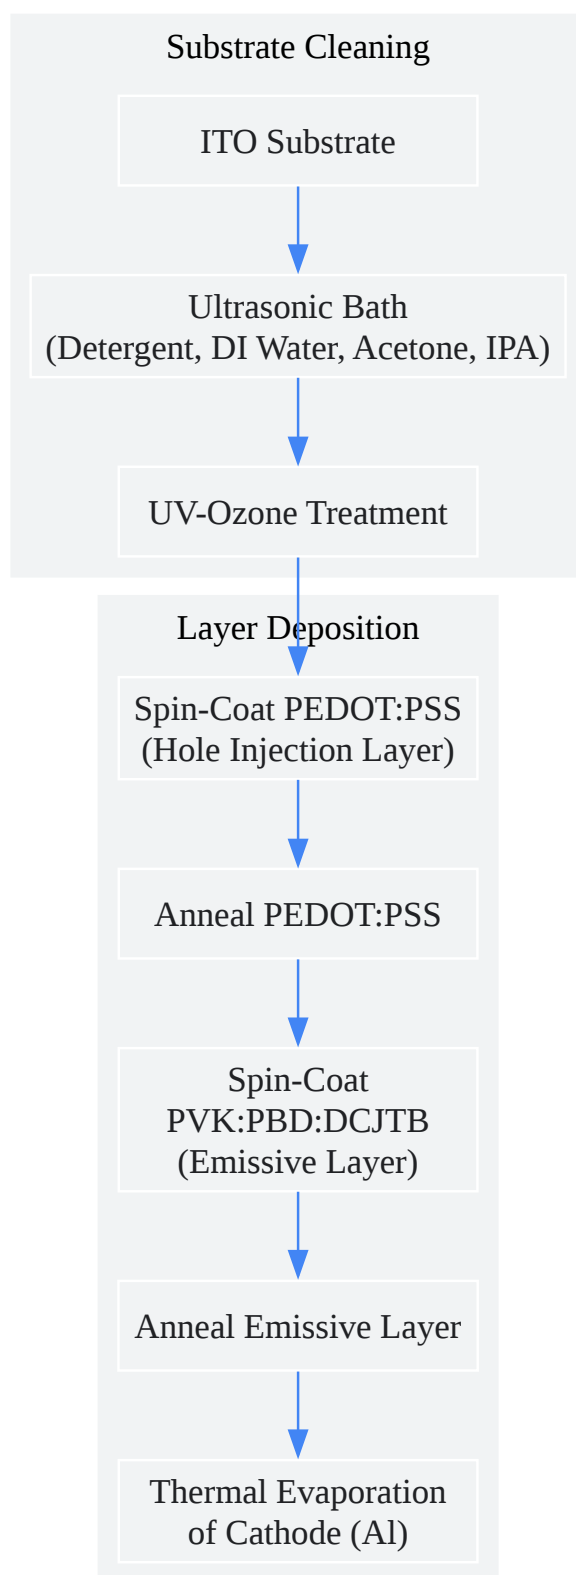 Substrate Cleaning
ITO Substrate
Ultrasonic Bath
(Detergent, DI Water, Acetone, IPA)
UV-Ozone Treatment
Layer Deposition
Spin-Coat PEDOT:PSS
(Hole Injection Layer)
Anneal PEDOT:PSS
Spin-Coat
PVK:PBD:DCJTB
(Emissive Layer)
Anneal Emissive Layer
Thermal Evaporation
of Cathode (Al)